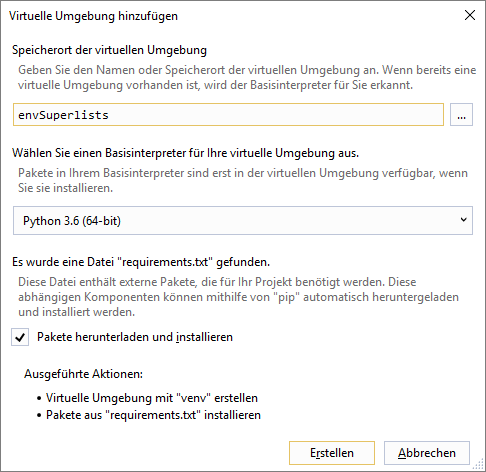 Virtuelle Umgebung hinzufügen
Speicherort der virtuellen Umgebung
Geben Sie den Namen oder Speicherort der virtuellen Umgebung an. Wenn bereits eine
virtuelle Umgebung vorhanden ist, wird der Basisinterpreter für Sie erkannt.
envSuperlists
...
Wählen Sie einen Basisinterpreter für Ihre virtuelle Umgebung aus.
Pakete in Ihrem Basisinterpreter sind erst in der virtuellen Umgebung verfügbar, wenn
Sie sie installieren.
Python 3.6 (64-bit)
Es wurde eine Datei "requirements.txt" gefunden.
Diese Datei enthält externe Pakete, die für Ihr Projekt benötigt werden. Diese
abhängigen Komponenten können mithilfe von "pip" automatisch heruntergeladen
und installiert werden.
Pakete herunterladen und installieren
Ausgeführte Aktionen:
• Virtuelle Umgebung mit "venv" erstellen
• Pakete aus "requirements.txt" installieren
Erstellen
Abbrechen